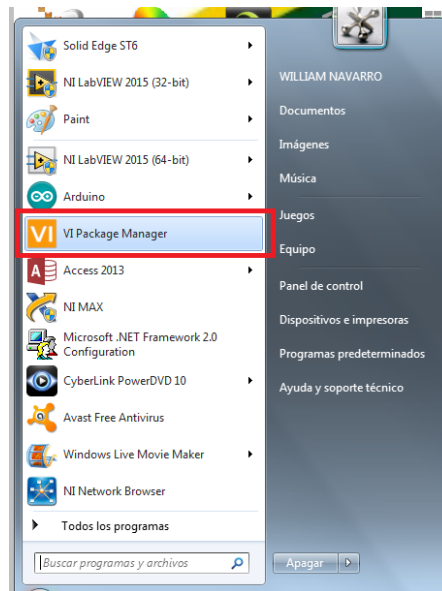 Solid Edge ST6
NI LabVIEW 2015 (32-bit)
Paint
NI LabVIEW 2015 (64-bit)
Arduino
VI VI Package Manager
A Access 2013
NI MAX
Microsoft .NET Framework 2.0
Configuration
CyberLink PowerDVD 10
Avast Free Antivirus
Windows Live Movie Maker
NI Network Browser
Todos los programas
Buscar programas y archivos
WILLIAM NAVARRO
Documentos
Imágenes
Música
Juegos
Equipo
Panel de control
Dispositivos e impresoras
Programas predeterminados
Ayuda y soporte técnico
Apagar